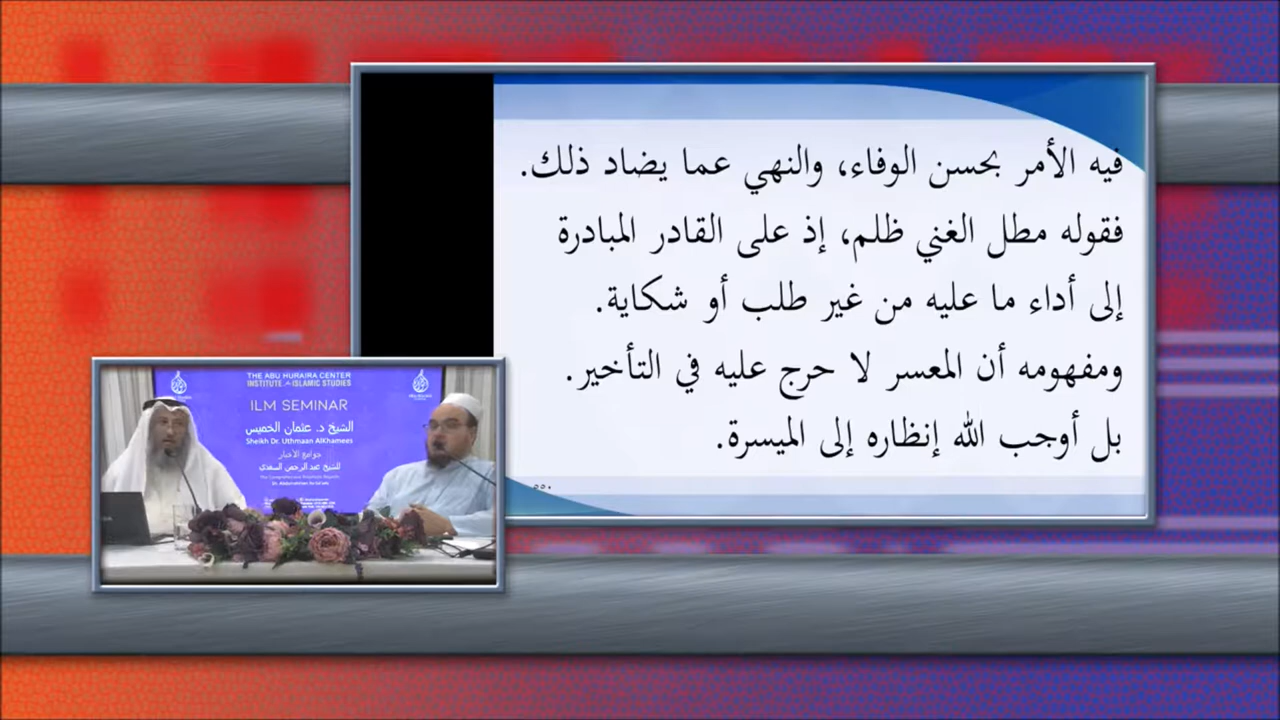 فيه الأمر بحسن الوفاء، والنهي عما يضاد ذلك.
فقوله مطل الغني ظلم، إذ على القادر المبادرة
إلى أداء ما عليه من غير طلب أو شكاية.
ومفهومه أن المعسر لا حرج عليه في التأخير.
بل أوجب الله إنظاره إلى الميسرة.
THE ABU HURAIRA CENTER
INSTITUTE of ISLAMIC STUDIES
ILM SEMINAR
الشيخ د. عثمان الخميس
Sheikh Dr. Uthmaan AlKhamees
جوامع الأخبار
للشيخ عبد الرحمن السعدي